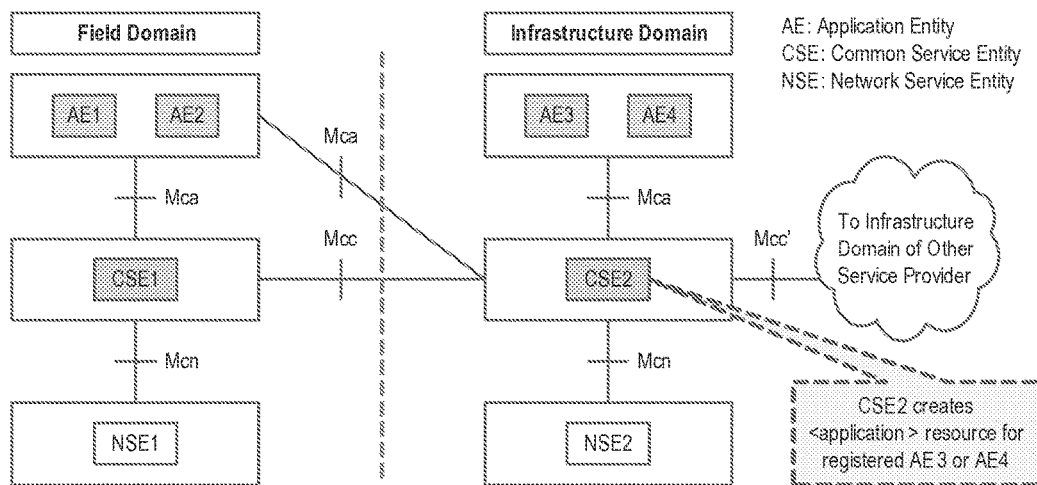 Field Domain
Infrastructure Domain
AE: Application Entity
CSE: Common Service Entity
NSE: Network Service Entity
AE1
AE2
AE3
AE4
Mca
Mca
Mca
Mcc
Mcc'
To Infrastructure
Domain of Other
Service Provider
CSE1
CSE2
Mcn
Mcn
CSE2 creates
<application > resource for
registered AE3 or AE4
NSE1
NSE2